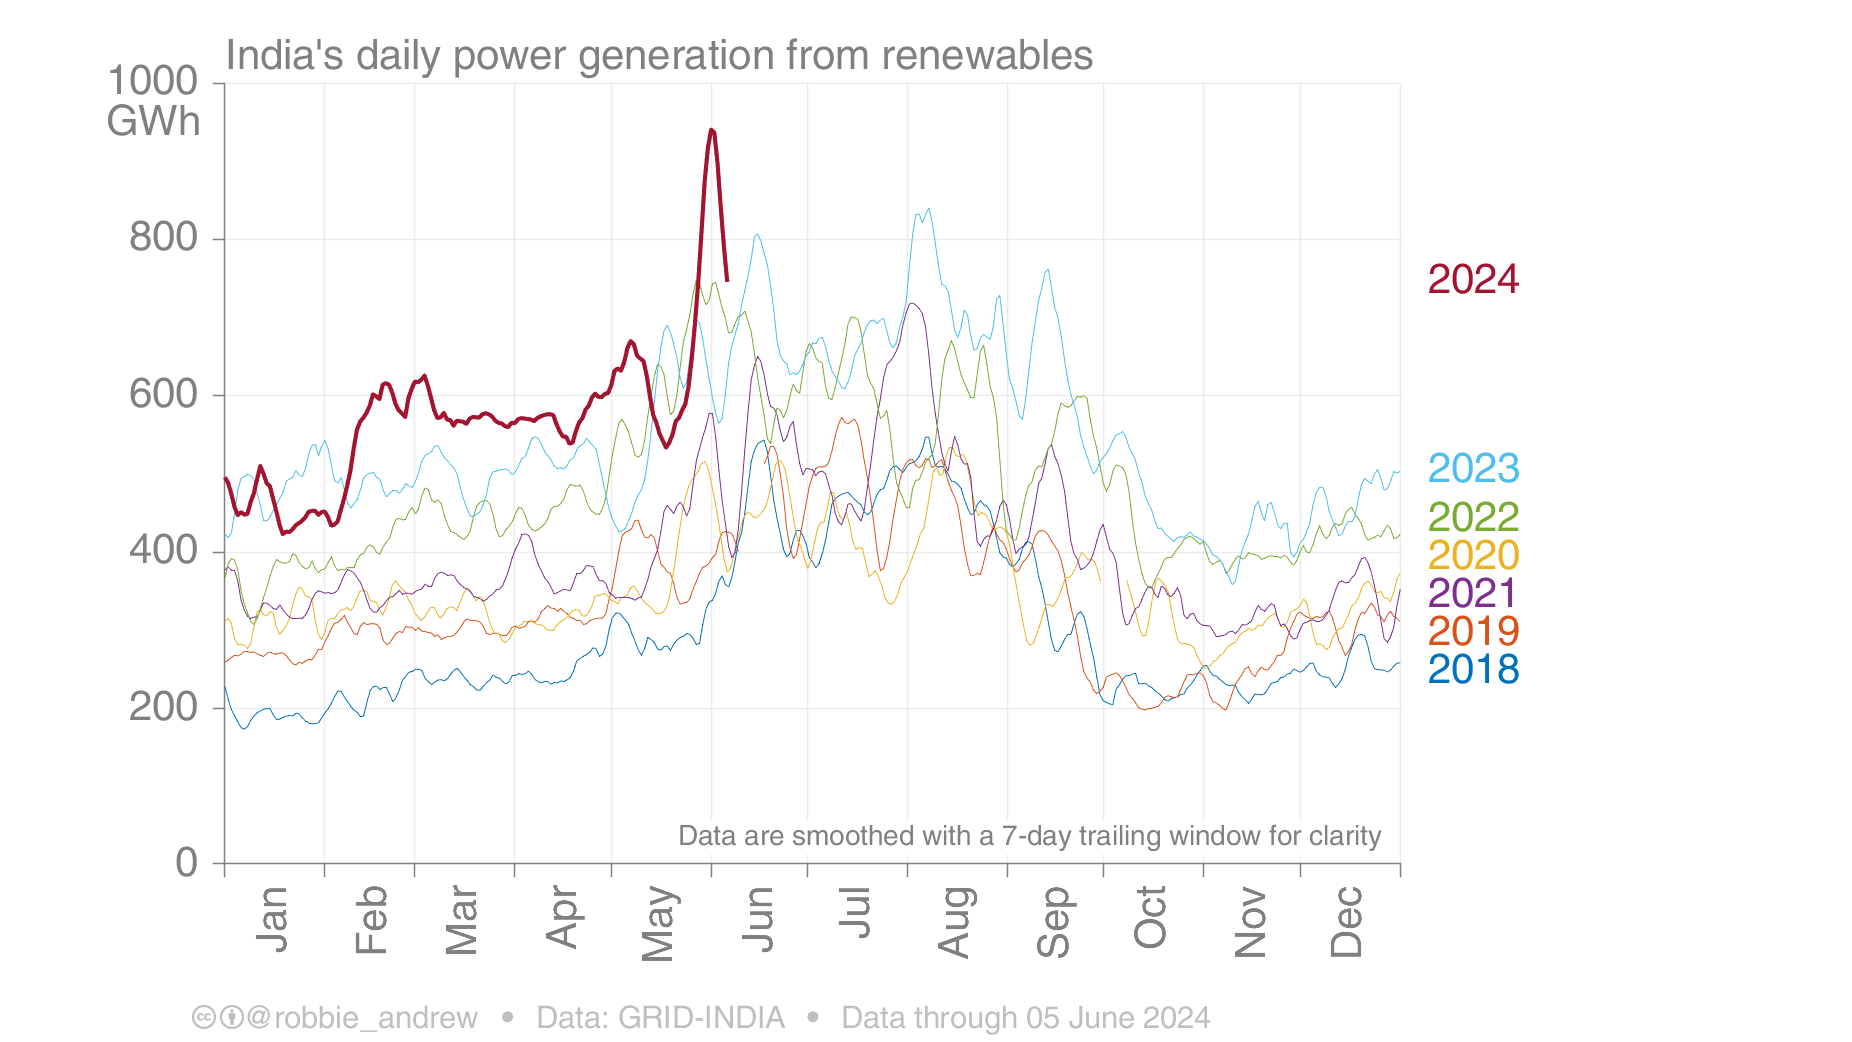 India's daily power generation from renewables
1000
GWh
800
600
400
200
0
2024
2023
2022
2020
2021
2019
2018
Data are smoothed with a 7-day trailing window for clarity
Jan Feb Mar Apr May Jun Jul Aug Sep Oct Nov Dec
@robbie_andrew • Data: GRID-INDIA • Data through 05 June 2024